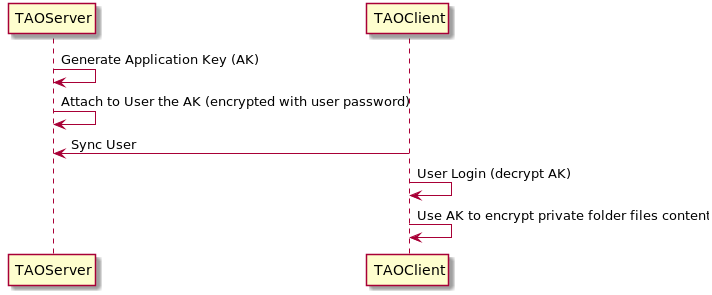 TAOServer TAOClient
Generate Application Key (AK)
Attach to User the AK (encrypted with user password)
Sync User
User Login (decrypt AK)
Use AK to encrypt private folder files content
TAOServer TAOClient